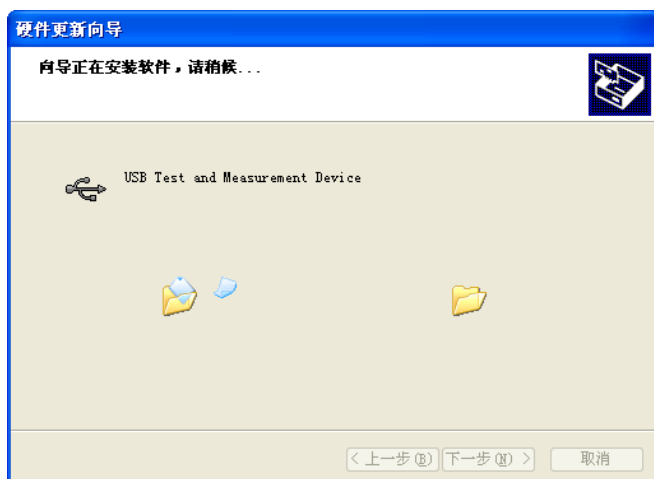 硬件更新向导
向导正在安装软件，请稍候...
USB Test and Measurement Device
< 上一步(B) 下一步(N) > 取消